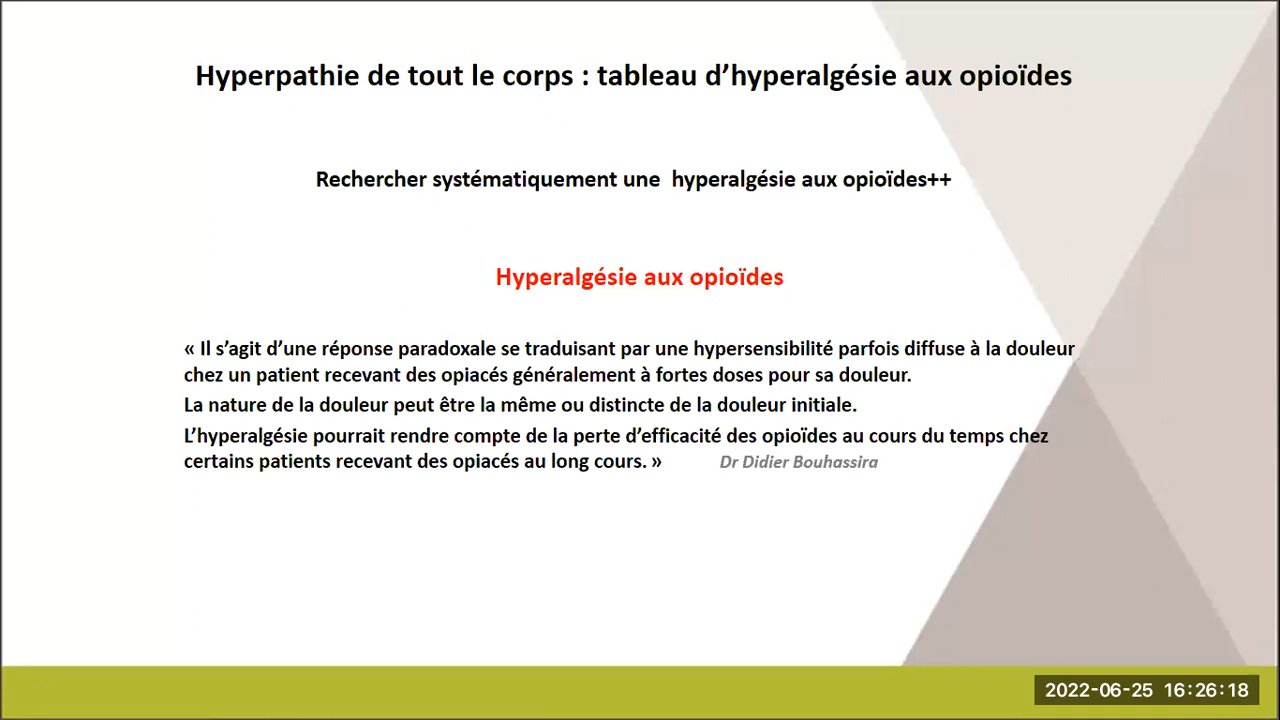 Hyperpathie de tout le corps : tableau d’hyperalgésie aux opioïdes
Rechercher systématiquement une  hyperalgésie aux opioïdes++
Hyperalgésie aux opioïdes
« Il s’agit d’une réponse paradoxale se traduisant par une hypersensibilité parfois diffuse à la douleur
chez un patient recevant des opiacés généralement à fortes doses pour sa douleur.
La nature de la douleur peut être la même ou distincte de la douleur initiale.
L’hyperalgésie pourrait rendre compte de la perte d’efficacité des opioïdes au cours du temps chez
certains patients recevant des opiacés au long cours. » Dr Didier Bouhassira
2022-06-25 16:26:18